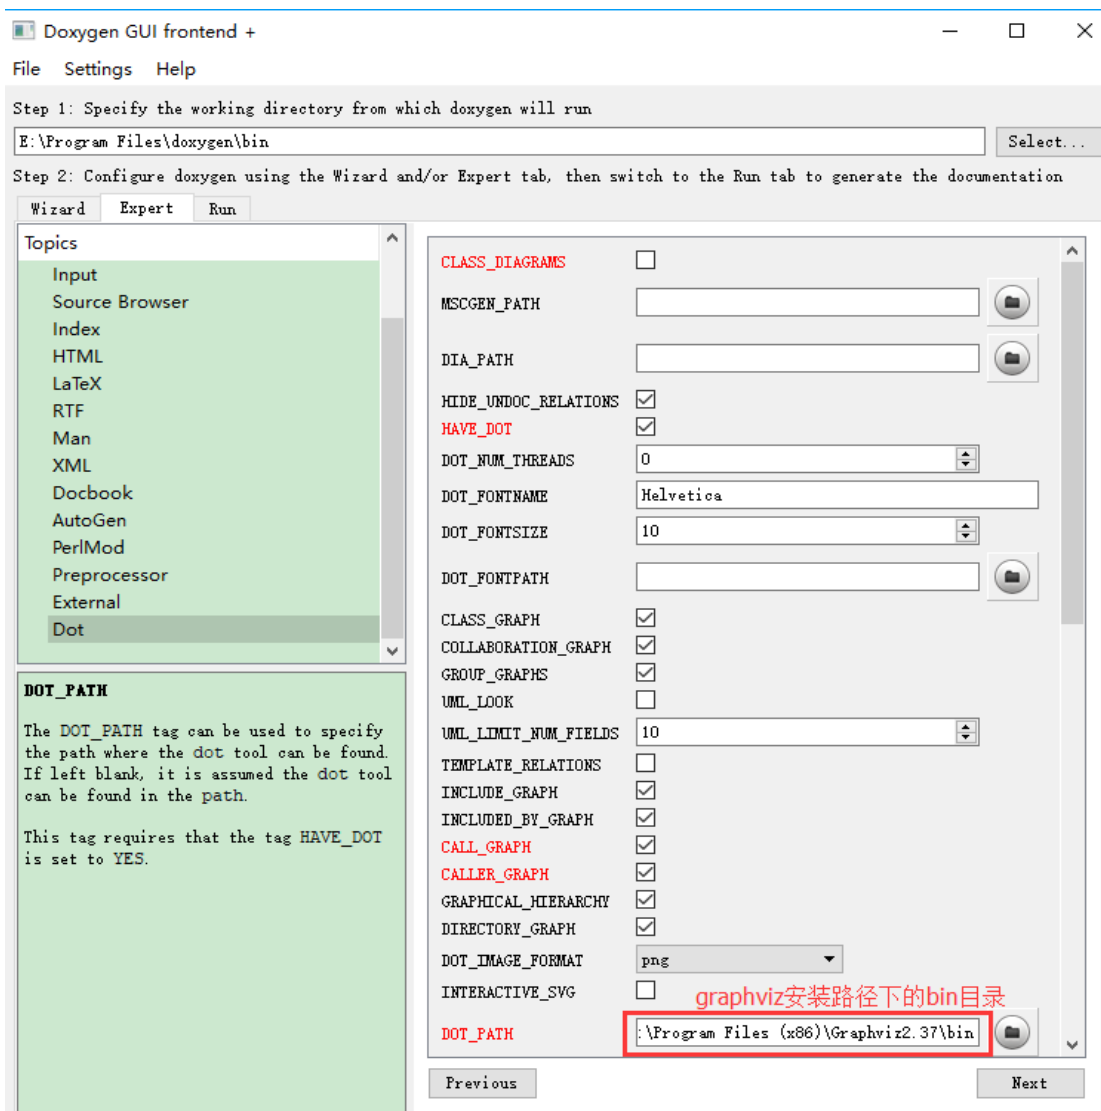 Doxygen GUI frontend +
File Settings Help
Step 1: Specify the working directory from which doxygen will run
E:\Program Files\doxygen\bin
Select...
Step 2: Configure doxygen using the Wizard and/or Expert tab, then switch to the Run tab to generate the documentation
Wizard Expert Run
Topics
Input
Source Browser
Index
HTML
LaTeX
RTF
Man
XML
Docbook
AutoGen
PerlMod
Preprocessor
External
Dot
DOT_PATH
The DOT_PATH tag can be used to specify
the path where the dot tool can be found.
If left blank, it is assumed the dot tool
can be found in the path.
This tag requires that the tag HAVE_DOT
is set to YES.
CLASS_DIAGRAMS
MSCGEN_PATH
DIA_PATH
HIDE_UNDOC_RELATIONS
HAVE_DOT
DOT_NUM_THREADS 0
DOT_FONTNAME Helvetica
DOT_FONTSIZE 10
DOT_FONTPATH
CLASS_GRAPH
COLLABORATION_GRAPH
GROUP_GRAPHS
UML_LOOK
UML_LIMIT_NUM_FIELDS 10
TEMPLATE_RELATIONS
INCLUDE_GRAPH
INCLUDED_BY_GRAPH
CALL_GRAPH
CALLER_GRAPH
GRAPHICAL_HIERARCHY
DIRECTORY_GRAPH
DOT_IMAGE_FORMAT png
INTERACTIVE_SVG
graphviz安装路径下的bin目录
DOT_PATH :\Program Files (x86)\Graphviz2.37\bin
Previous Next